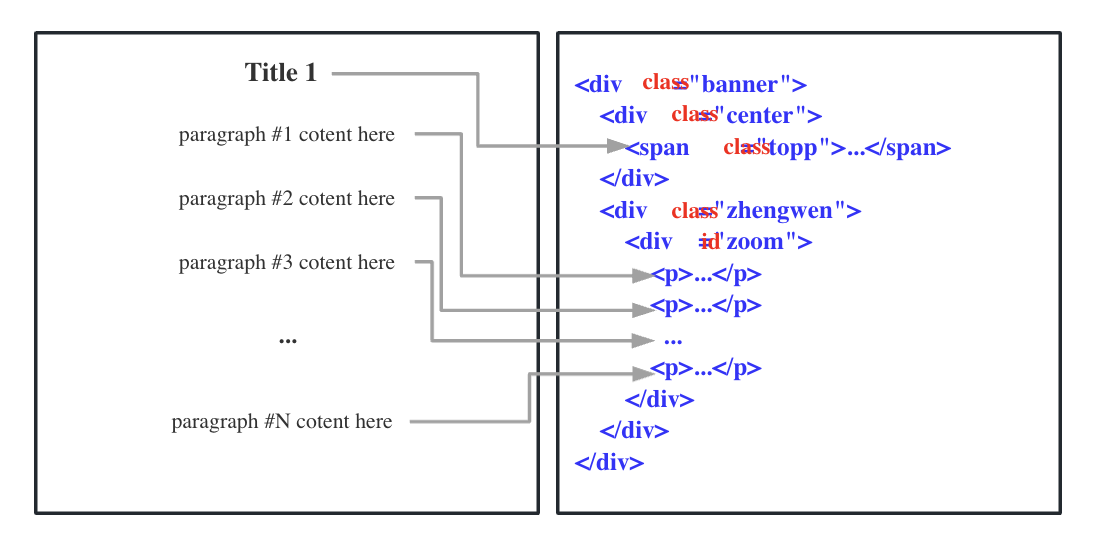 Title 1
paragraph #1 cotent here
paragraph #2 cotent here
paragraph #3 cotent here
...
paragraph #N cotent here
<div class="banner">
<div class="center">
<span class="topp">...</span>
</div>
<div class="zhengwen">
<div id="zoom">
<p>...</p>
<p>...</p>
...
<p>...</p>
</div>
</div>
</div>